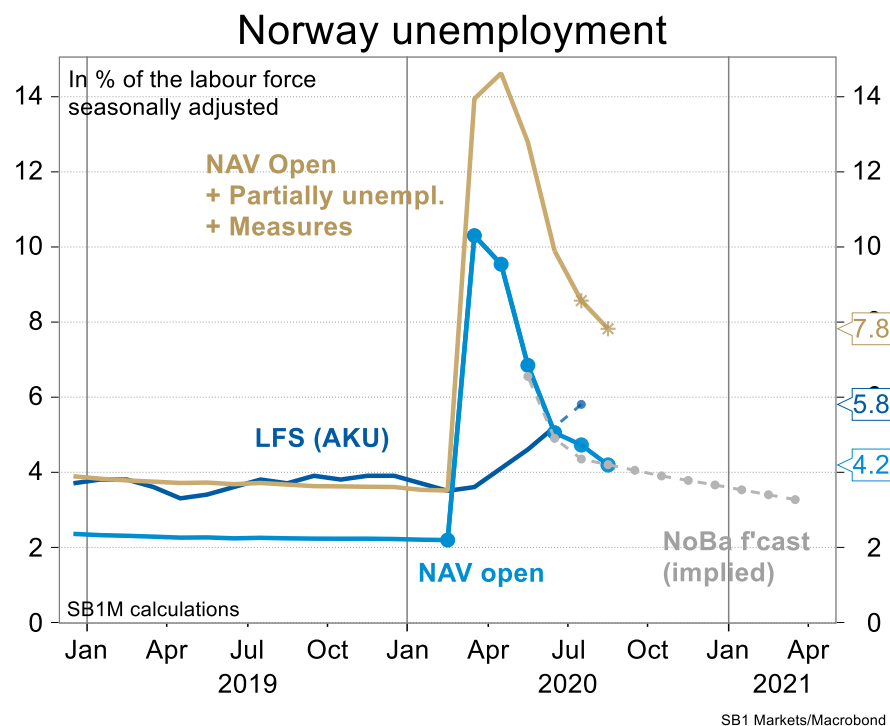 Norway unemployment
In % of the labour force
seasonally adjusted
14
14
12
12
NAV Open
+ Partially unempl.
+ Measures
10
10
8
7.8
6
5.8
LFS (AKU)
4
4.2
NoBa f'cast
(implied)
NAV open
2
2
SB1M calculations
0
0
Jan Apr Jul Oct Jan Apr Jul Oct Jan Apr
2019 2020 2021
SB1 Markets/Macrobond